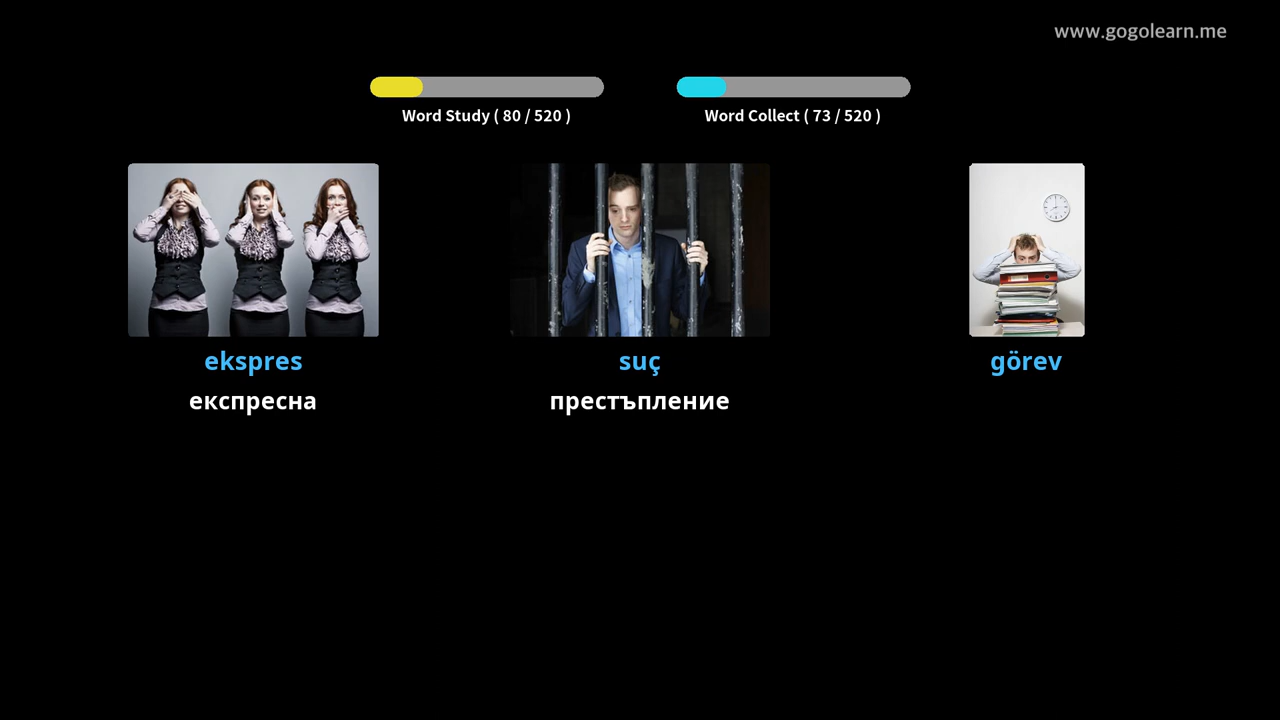 www.gogolearn.me
Word Study ( 80 / 520 )
Word Collect ( 73 / 520 )
ekspres
suç
görev
експресна
престъпление